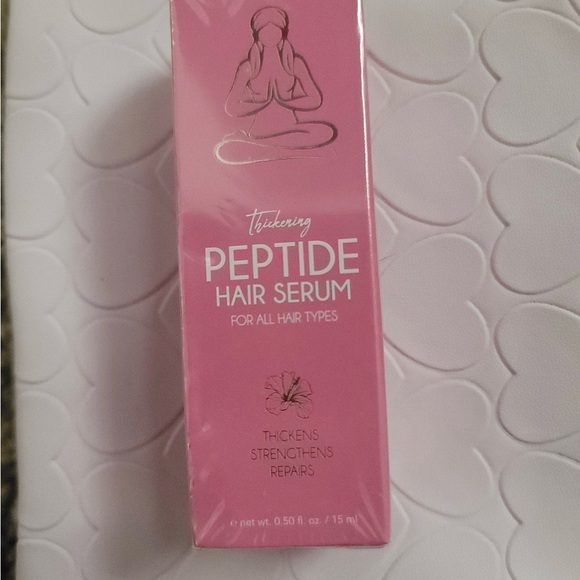 Thickening
PEPTIDE
HAIR SERUM
FOR ALL HAIR TYPES
THICKENS
STRENGTHENS
REPAIRS
e net wt. 0.50 fl. oz. / 15 ml